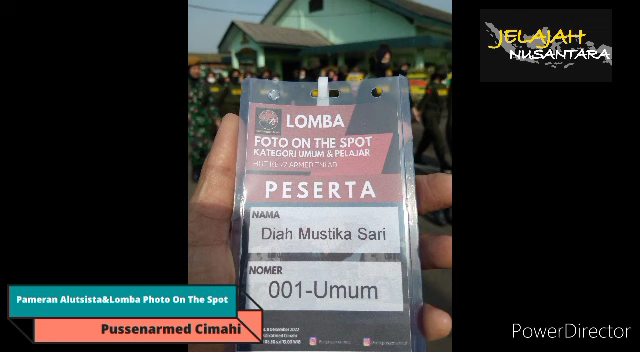 JELAJAH
NUSANTARA
LOMBA
FOTO ON THE SPOT
KATEGORI UMUM & PELAJAR
PESERTA
NAMA
Diah Mustika Sari
NOMER
001-Umum
Pameran Alutsista&Lomba Photo On The Spot
Pussenarmed Cimahi
PowerDirector